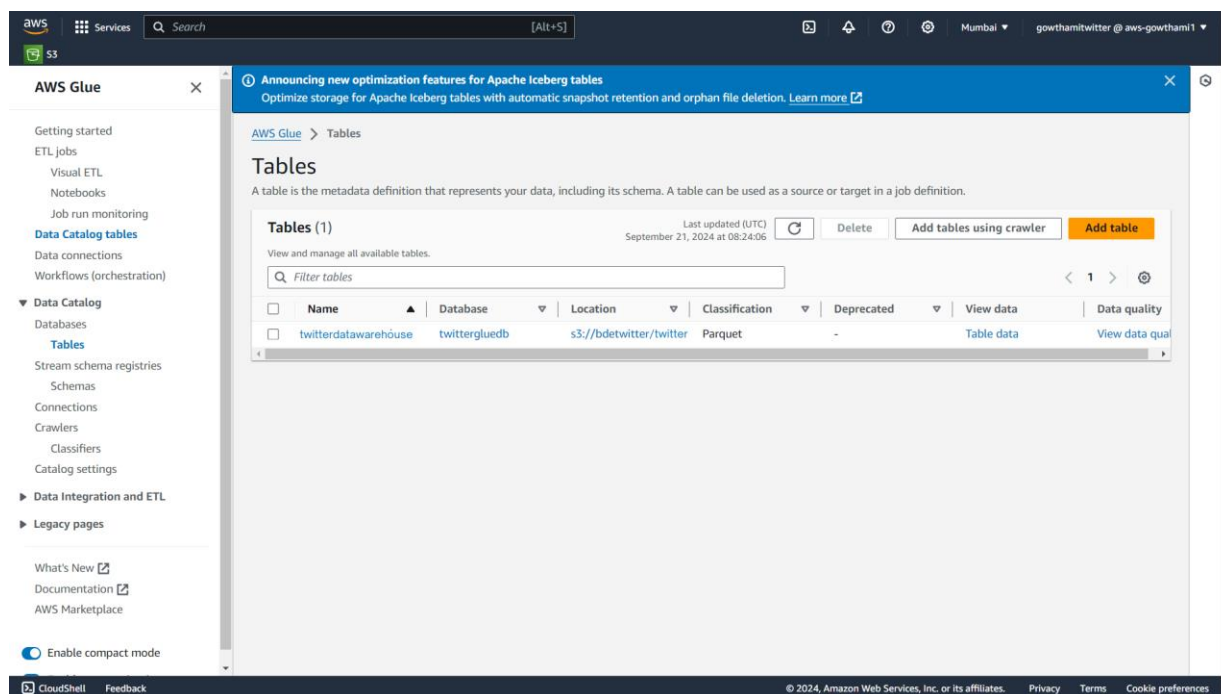 aws Services Search [Alt+S] Mumbai gowthamitwitter @ aws-gowthami1
S3
AWS Glue
Getting started
ETL jobs
Visual ETL
Notebooks
Job run monitoring
Data Catalog tables
Data connections
Workflows (orchestration)
Data Catalog
Databases
Tables
Stream schema registries
Schemas
Connections
Crawlers
Classifiers
Catalog settings
Data Integration and ETL
Legacy pages
What's New
Documentation
AWS Marketplace
Enable compact mode
Announcing new optimization features for Apache Iceberg tables
Optimize storage for Apache Iceberg tables with automatic snapshot retention and orphan file deletion. Learn more
AWS Glue > Tables
Tables
A table is the metadata definition that represents your data, including its schema. A table can be used as a source or target in a job definition.
Tables (1) Last updated (UTC) Delete Add tables using crawler Add table
September 21, 2024 at 08:24:06
View and manage all available tables.
Filter tables < 1 >
Name Database Location Classification Deprecated View data Data quality
twitterdatawarehouse twittergluedb s3://bdetwitter/twitter Parquet - Table data View data qual
CloudShell Feedback © 2024, Amazon Web Services, Inc. or its affiliates. Privacy Terms Cookie preferences